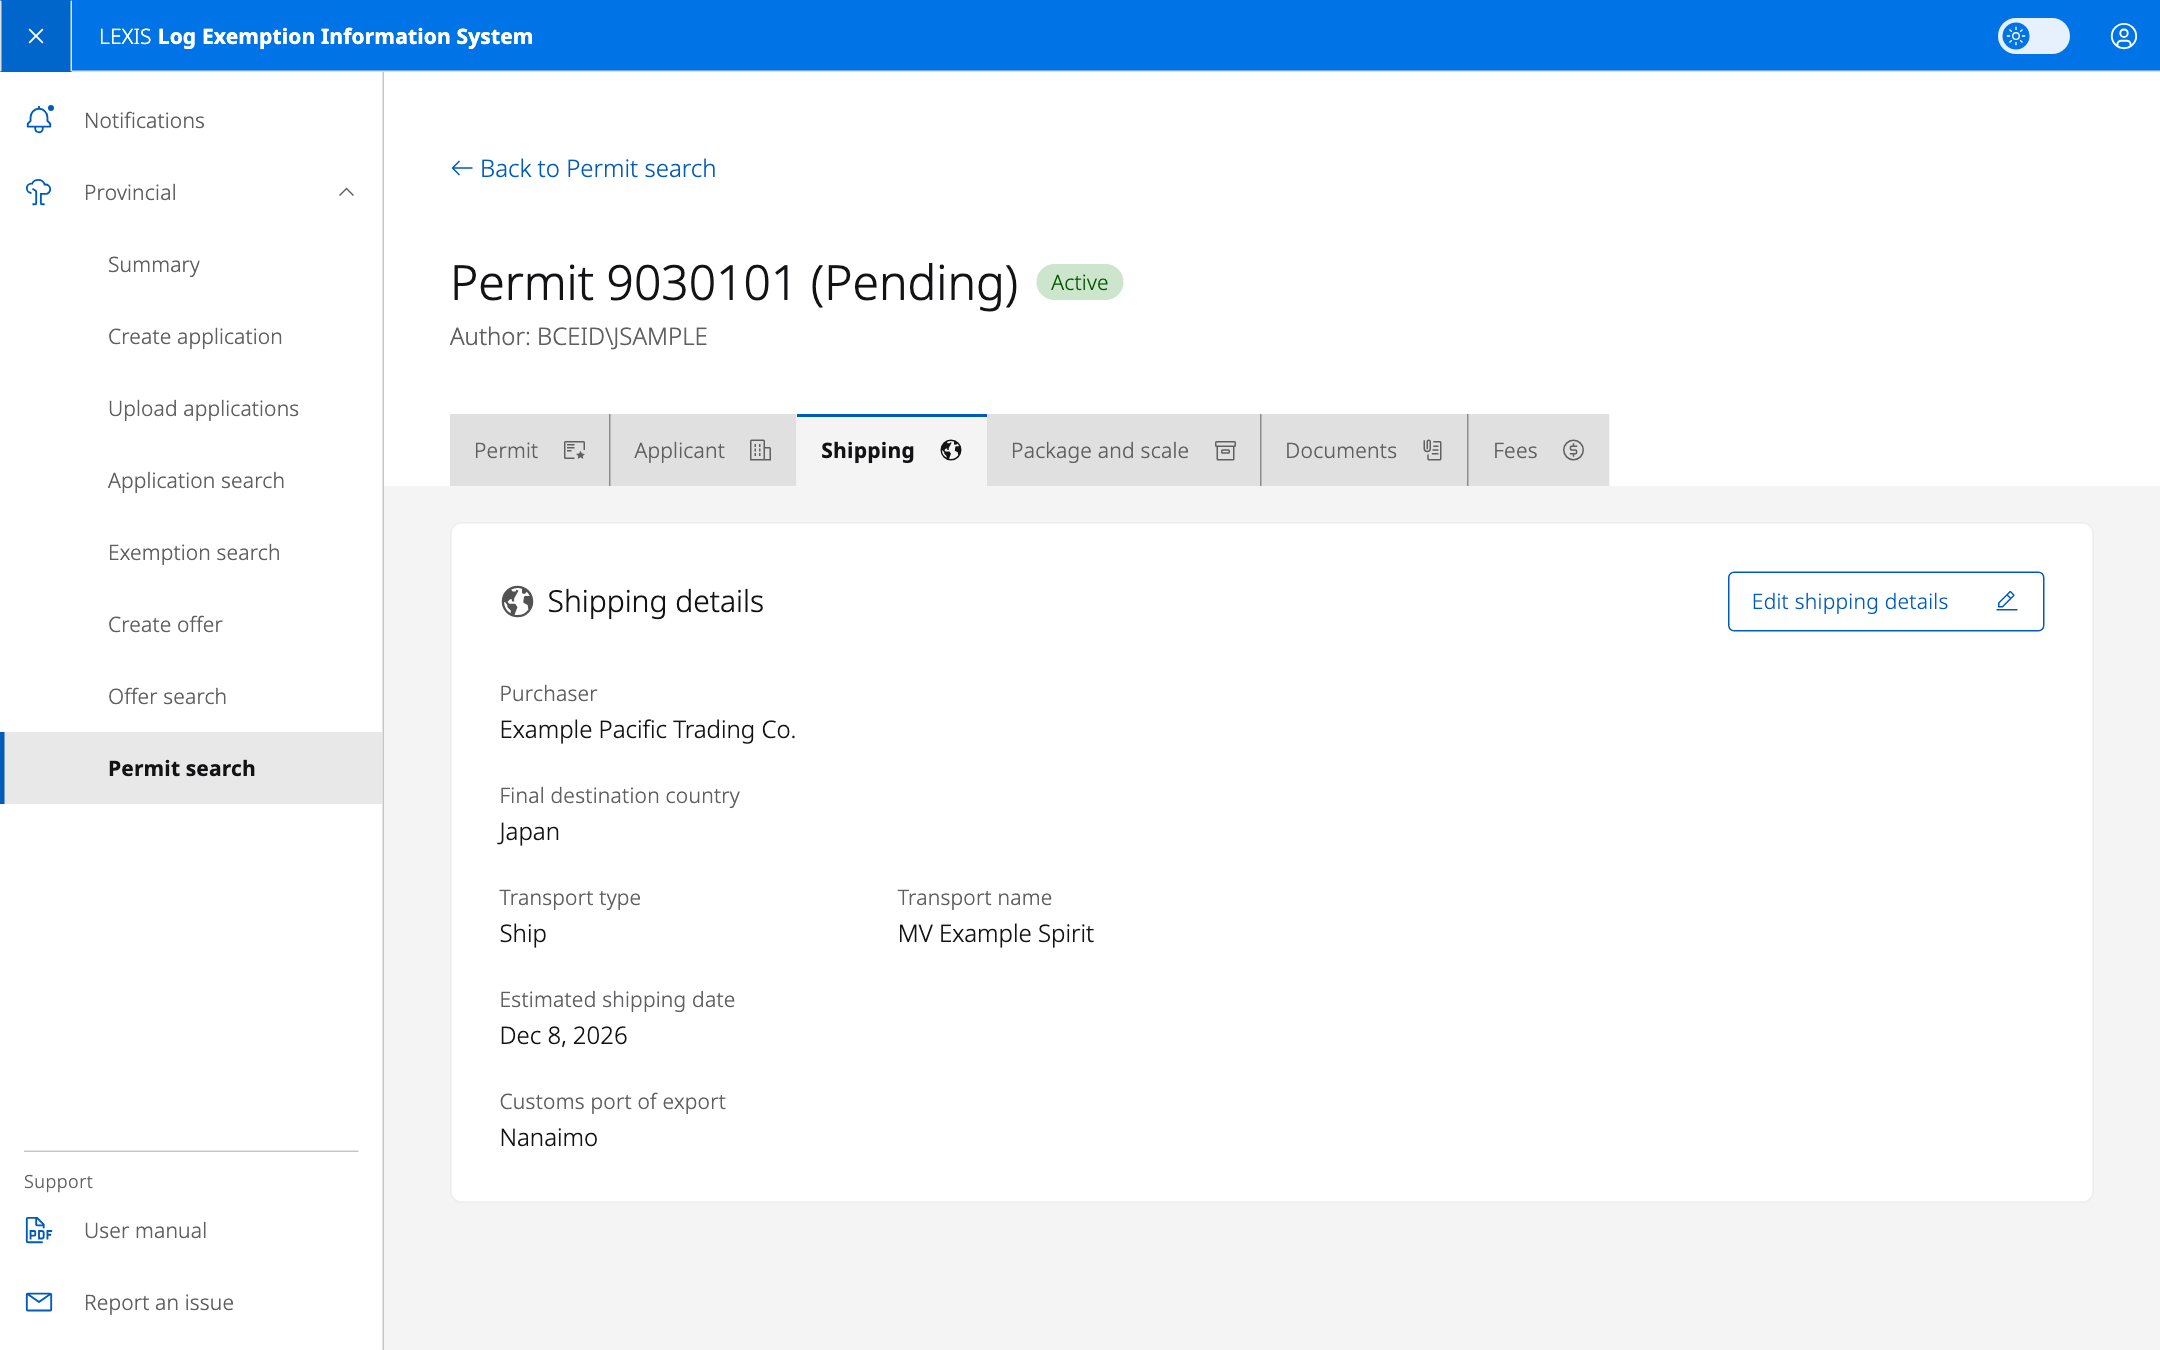 LEXIS Log Exemption Information System
Notifications
Provincial
Summary
Create application
Upload applications
Application search
Exemption search
Create offer
Offer search
Permit search
Support
PDF User manual
Report an issue
← Back to Permit search
Permit 9030101 (Pending) Active
Author: BCEID\JSAMPLE
Permit Applicant Shipping Package and scale Documents Fees
Shipping details
Edit shipping details
Purchaser
Example Pacific Trading Co.
Final destination country
Japan
Transport type Transport name
Ship MV Example Spirit
Estimated shipping date
Dec 8, 2026
Customs port of export
Nanaimo